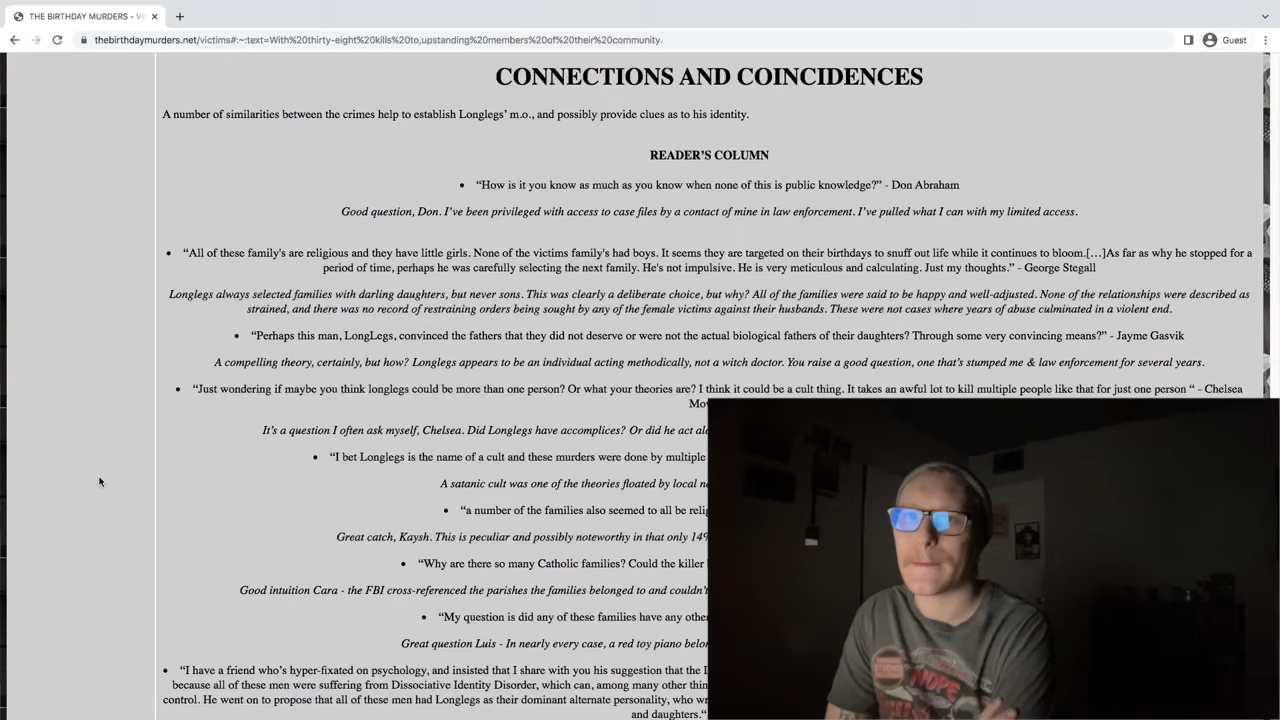 THE BIRTHDAY MURDERS - VI
thebirthdaymurders.net/victims#:~:text=With%20thirty-eight%20kills%20to,upstanding%20members%20of%20their%20community.
Guest
CONNECTIONS AND COINCIDENCES
A number of similarities between the crimes help to establish Longlegs’ m.o., and possibly provide clues as to his identity.
READER’S COLUMN
• “How is it you know as much as you know when none of this is public knowledge?” - Don Abraham
Good question, Don. I’ve been privileged with access to case files by a contact of mine in law enforcement. I’ve pulled what I can with my limited access.
• “All of these family's are religious and they have little girls. None of the victims family's had boys. It seems they are targeted on their birthdays to snuff out life while it continues to bloom.[…]As far as why he stopped for a
period of time, perhaps he was carefully selecting the next family. He's not impulsive. He is very meticulous and calculating. Just my thoughts.” - George Stegall
Longlegs always selected families with darling daughters, but never sons. This was clearly a deliberate choice, but why? All of the families were said to be happy and well-adjusted. None of the relationships were described as
strained, and there was no record of restraining orders being sought by any of the female victims against their husbands. These were not cases where years of abuse culminated in a violent end.
• “Perhaps this man, LongLegs, convinced the fathers that they did not deserve or were not the actual biological fathers of their daughters? Through some very convincing means?” - Jayme Gasvik
A compelling theory, certainly, but how? Longlegs appears to be an individual acting methodically, not a witch doctor. You raise a good question, one that’s stumped me & law enforcement for several years.
• “Just wondering if maybe you think longlegs could be more than one person? Or what your theories are? I think it could be a cult thing. It takes an awful lot to kill multiple people like that for just one person “ - Chelsea
Mo
It’s a question I often ask myself, Chelsea. Did Longlegs have accomplices? Or did he act alo
• “I bet Longlegs is the name of a cult and these murders were done by multiple
A satanic cult was one of the theories floated by local n
• “a number of the families also seemed to all be relig
Great catch, Kaysh. This is peculiar and possibly noteworthy in that only 14%
• “Why are there so many Catholic families? Could the killer
Good intuition Cara - the FBI cross-referenced the parishes the families belonged to and couldn’t
• “My question is did any of these families have any other
Great question Luis - In nearly every case, a red toy piano belon
• “I have a friend who’s hyper-fixated on psychology, and insisted that I share with you his suggestion that the L
because all of these men were suffering from Dissociative Identity Disorder, which can, among many other thin
control. He went on to propose that all of these men had Longlegs as their dominant alternate personality, who wr
and daughters.”
NOPE